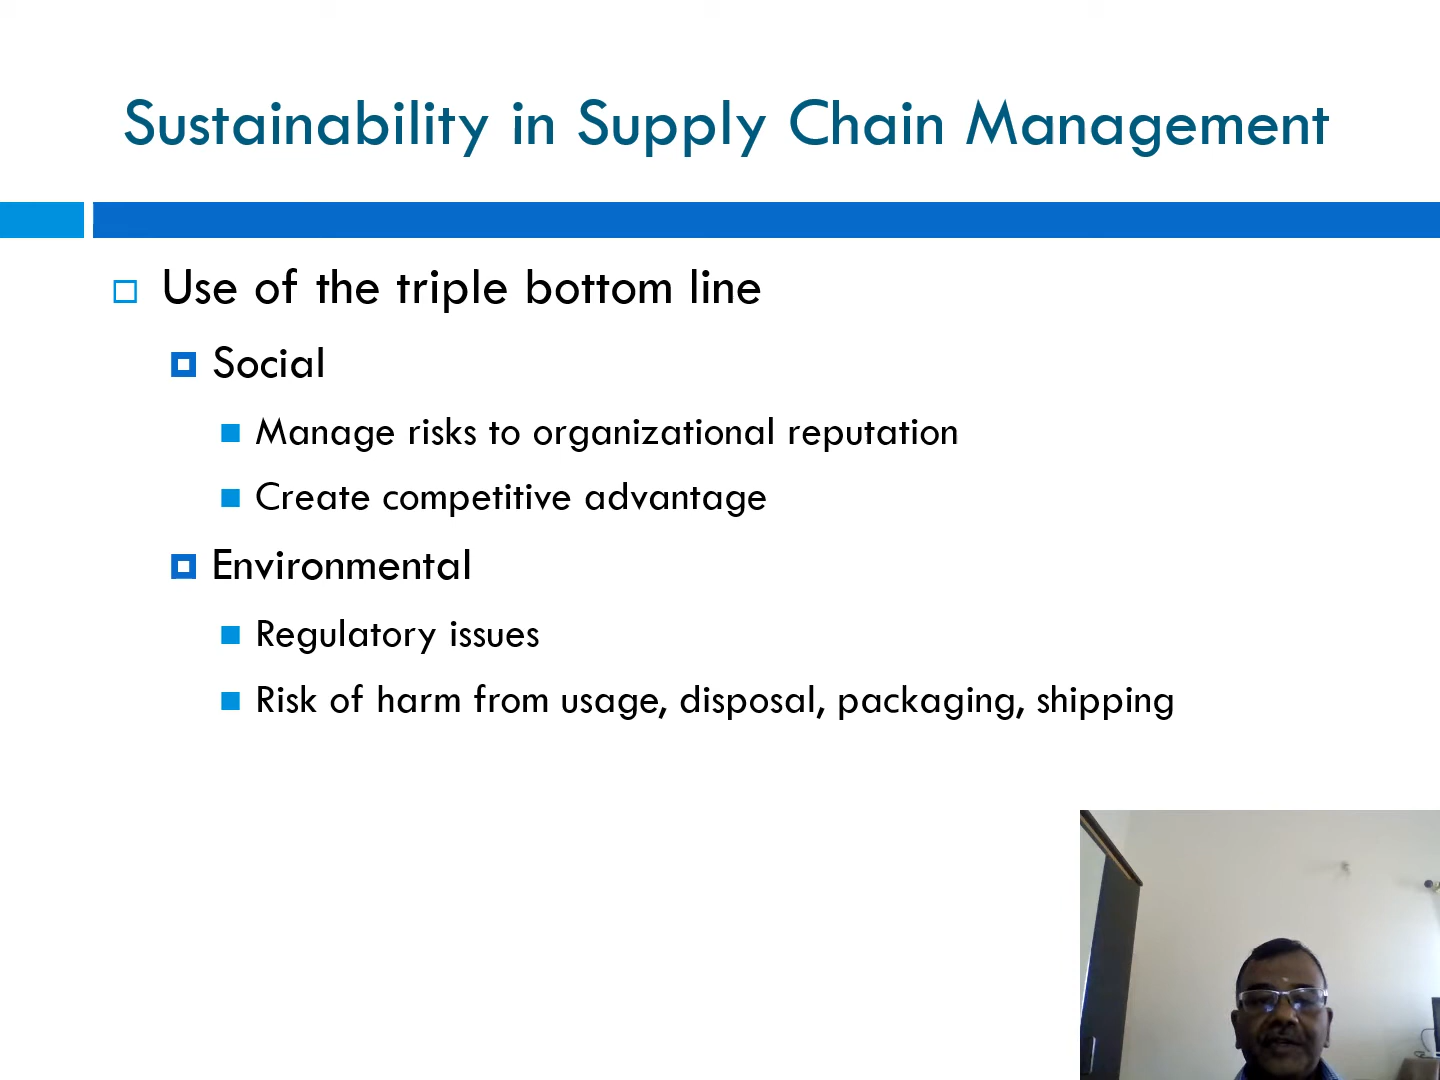 Sustainability in Supply Chain Management
Use of the triple bottom line
Social
Manage risks to organizational reputation
Create competitive advantage
Environmental
Regulatory issues
Risk of harm from usage, disposal, packaging, shipping